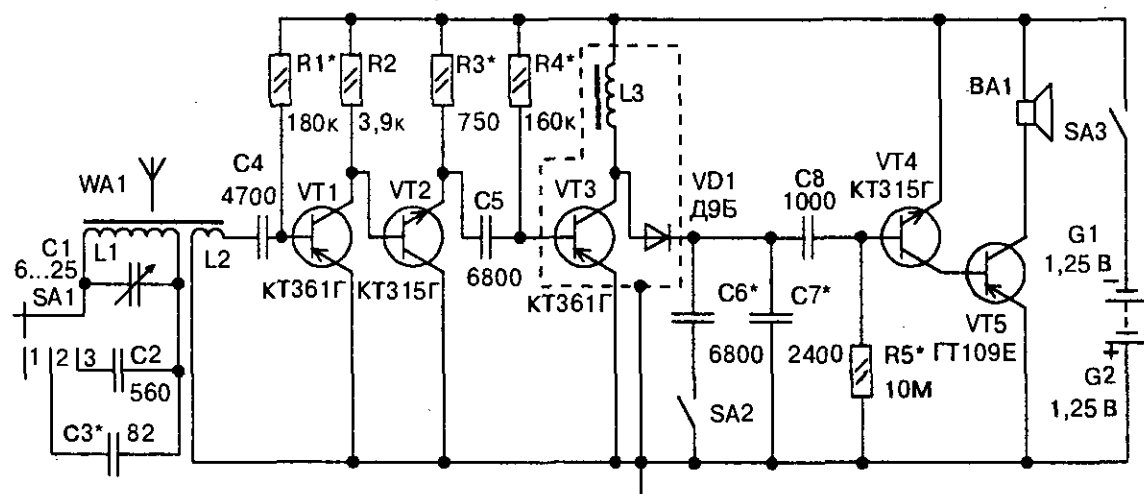 R1*
R2
R3*
R4*
180к
3,9к
750
160к
L3
BA1
SA3
WA1
C4
4700
VT1
VT2
C5
VT3
VD1
Д9Б
C8
1000
VT4
КТ315Г
C1
6...25
SA1
L1
L2
6800
G1
1,25 В
КТ361Г
КТ315Г
КТ361Г
C6*
C7*
VT5
ГТ109Е
1
2
3
C2
560
6800
2400
R5*
10М
G2
1,25 В
−
+
SA2
C3*
82